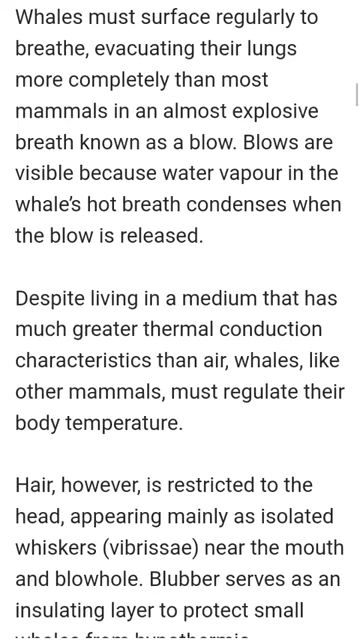 Whales must surface regularly to
breathe, evacuating their lungs
more completely than most
mammals in an almost explosive
breath known as a blow. Blows are
visible because water vapour in the
whale’s hot breath condenses when
the blow is released.
Despite living in a medium that has
much greater thermal conduction
characteristics than air, whales, like
other mammals, must regulate their
body temperature.
Hair, however, is restricted to the
head, appearing mainly as isolated
whiskers (vibrissae) near the mouth
and blowhole. Blubber serves as an
insulating layer to protect small
whales from hypothermia